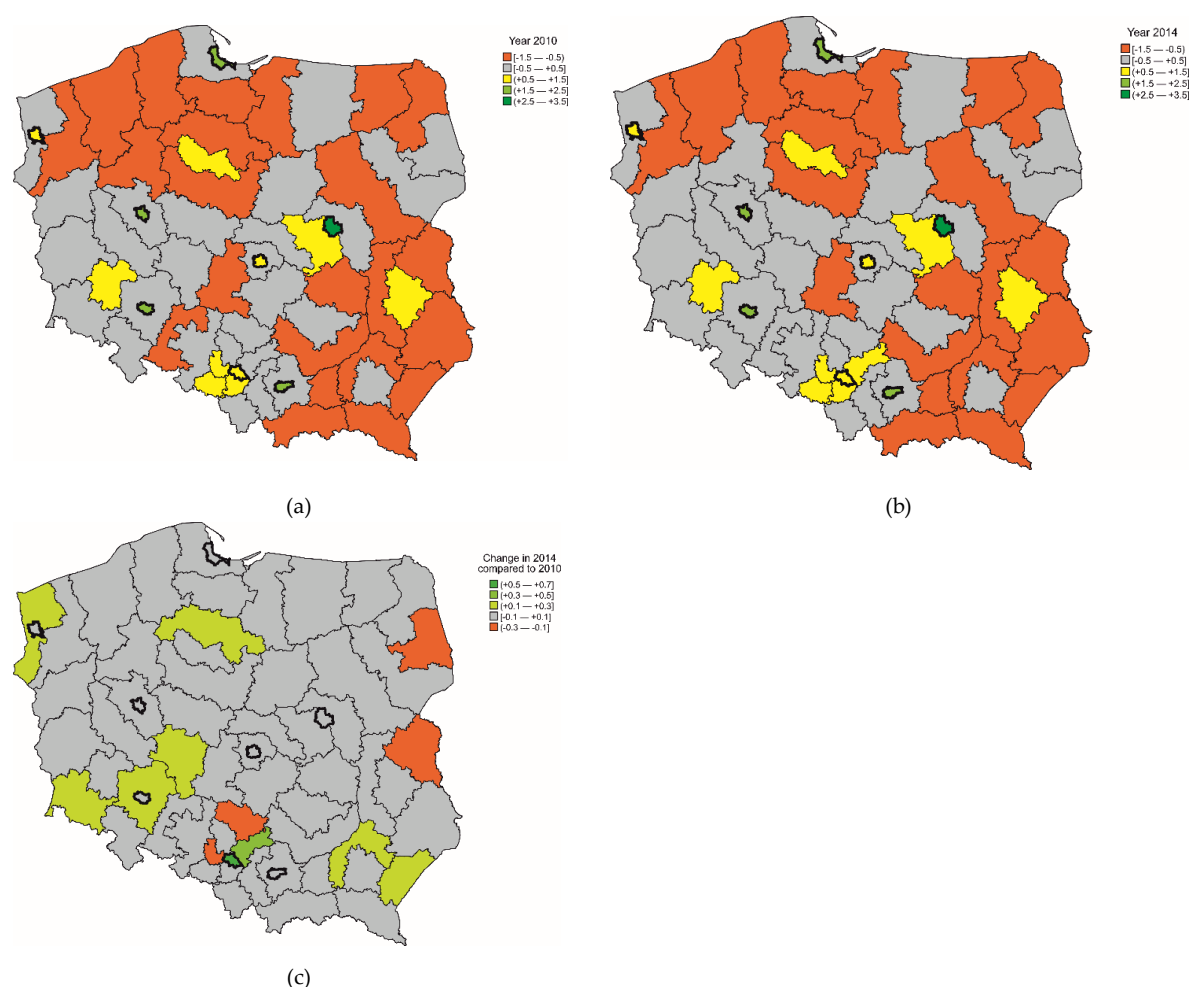 Year 2010
[-1.5 — -0.5)
[-0.5 — +0.5]
(+0.5 — +1.5]
(+1.5 — +2.5]
(+2.5 — +3.5]
Year 2014
[-1.5 — -0.5)
[-0.5 — +0.5]
(+0.5 — +1.5]
(+1.5 — +2.5]
(+2.5 — +3.5]
(a)
(b)
Change in 2014
compared to 2010
(+0.5 — +0.7]
(+0.3 — +0.5]
(+0.1 — +0.3]
[-0.1 — +0.1]
(-0.3 — -0.1]
(c)